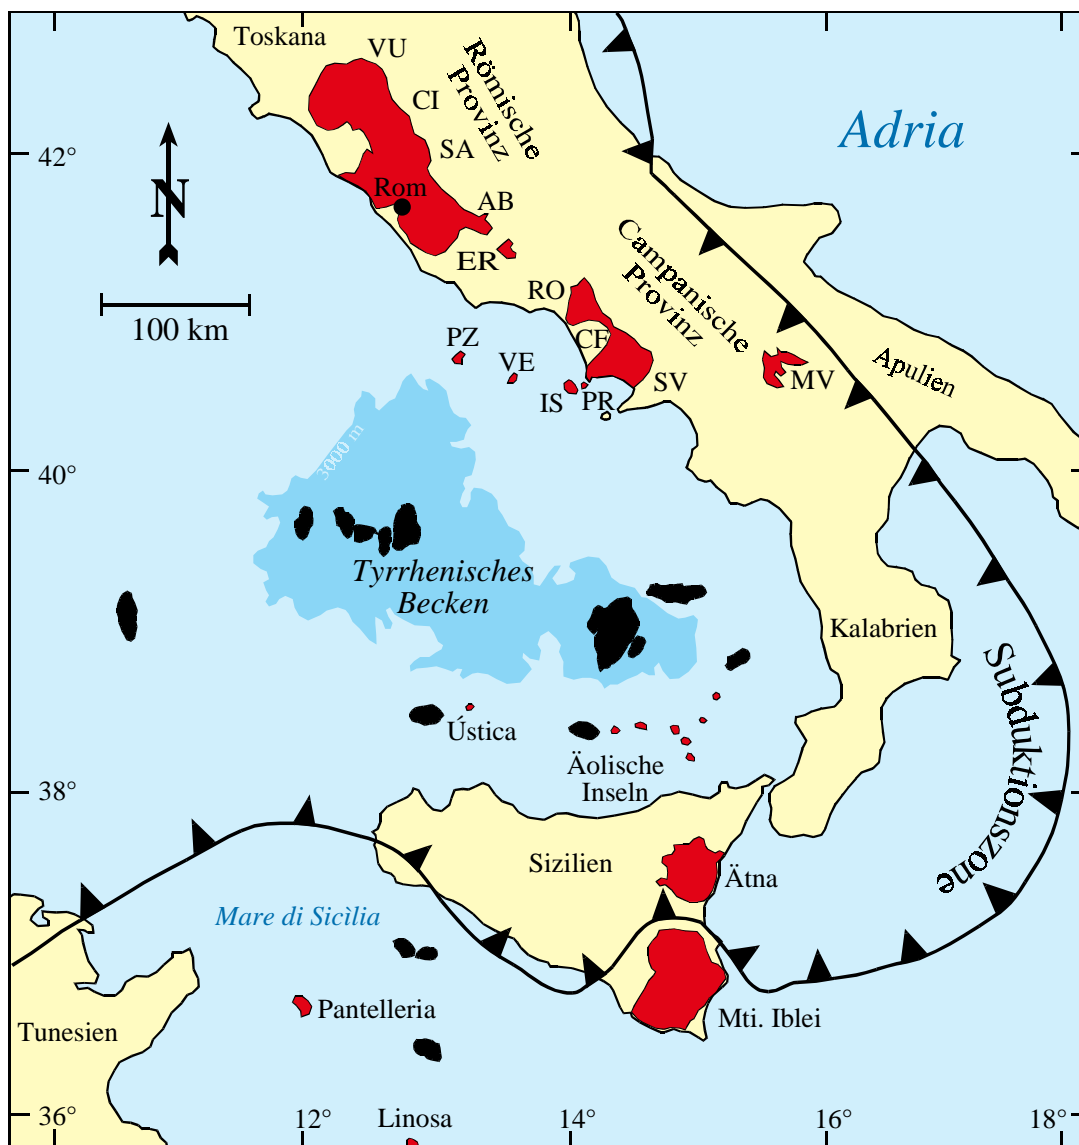 Toskana
VU
CI
SA
Römische
Provinz
Adria
42°
N
Rom
AB
ER
100 km
RO
CF
Campanische
Provinz
PZ
VE
IS
PR
SV
MV
Apulien
40°
3000 m
Tyrrhenisches
Becken
Kalabrien
Subduktionszone
Ústica
Äolische
Inseln
38°
Sizilien
Ätna
Mare di Sicìlia
Pantelleria
Tunesien
Mti. Iblei
Linosa
36°
12°
14°
16°
18°